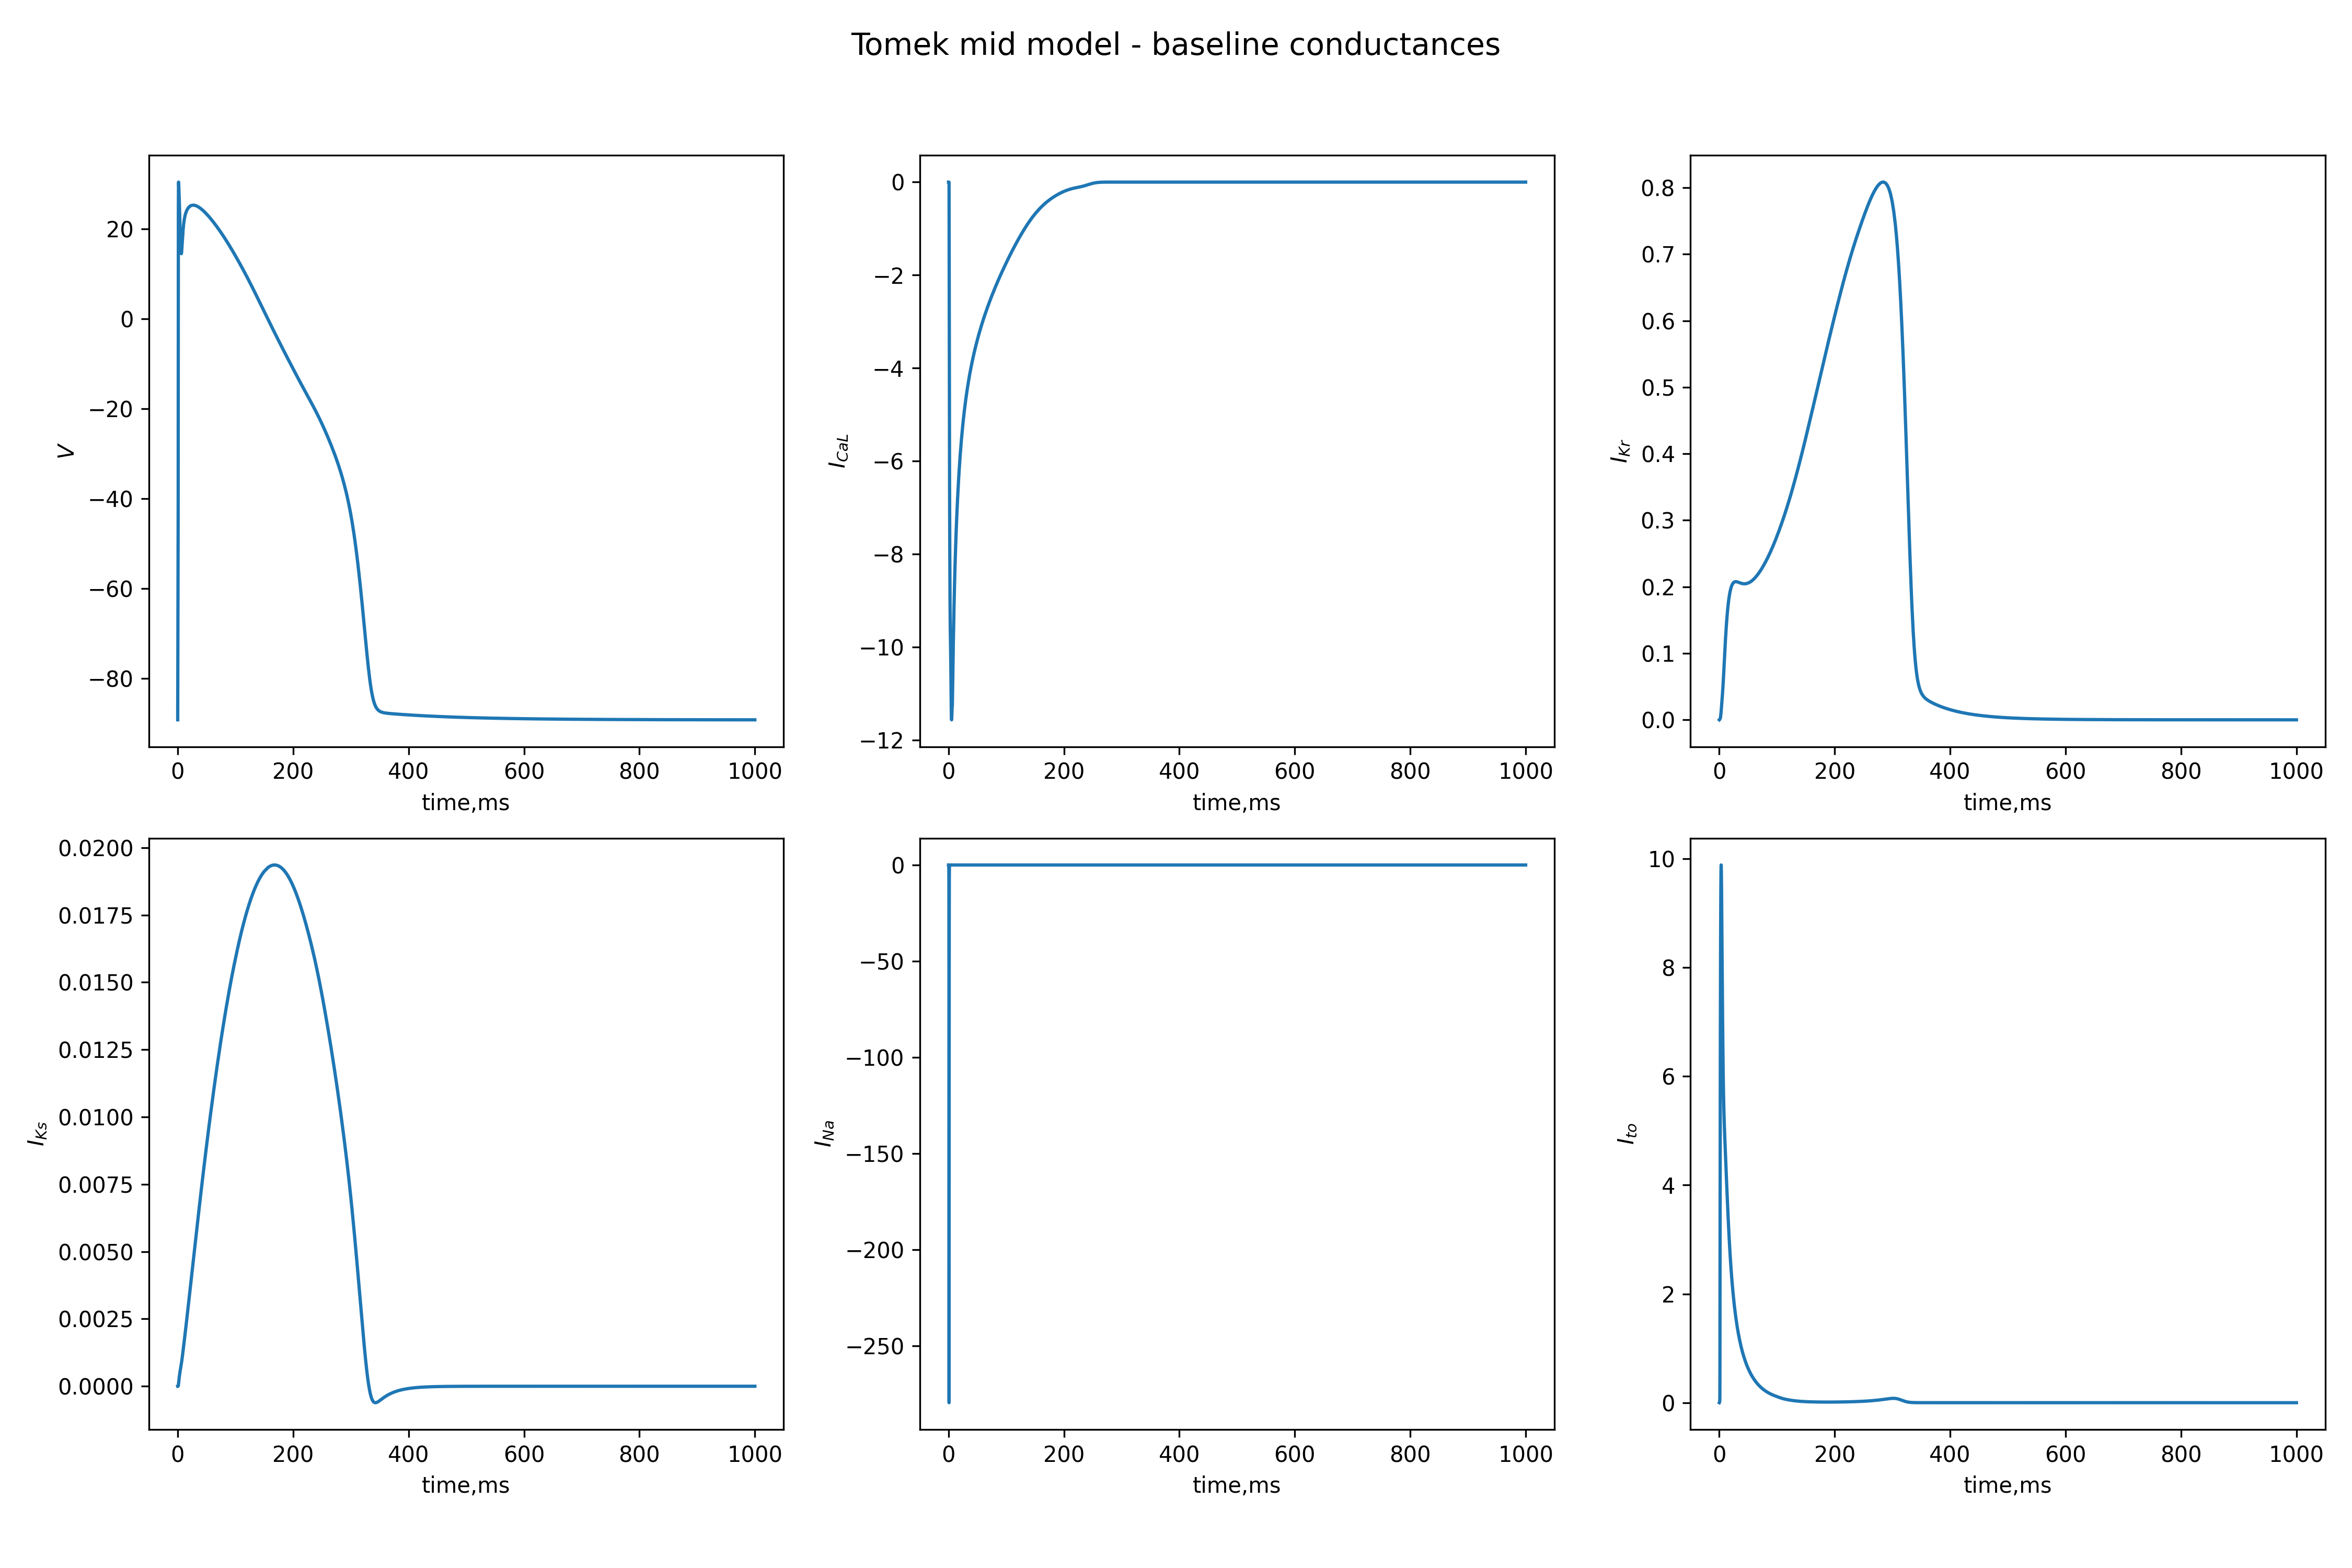 Tomek mid model - baseline conductances
V
20
0
−20
−40
−60
−80
0 200 400 600 800 1000
time,ms
I_CaL
0
−2
−4
−6
−8
−10
−12
0 200 400 600 800 1000
time,ms
I_Kr
0.8
0.7
0.6
0.5
0.4
0.3
0.2
0.1
0.0
0 200 400 600 800 1000
time,ms
I_Ks
0.0200
0.0175
0.0150
0.0125
0.0100
0.0075
0.0050
0.0025
0.0000
0 200 400 600 800 1000
time,ms
I_Na
0
−50
−100
−150
−200
−250
0 200 400 600 800 1000
time,ms
I_to
10
8
6
4
2
0
0 200 400 600 800 1000
time,ms